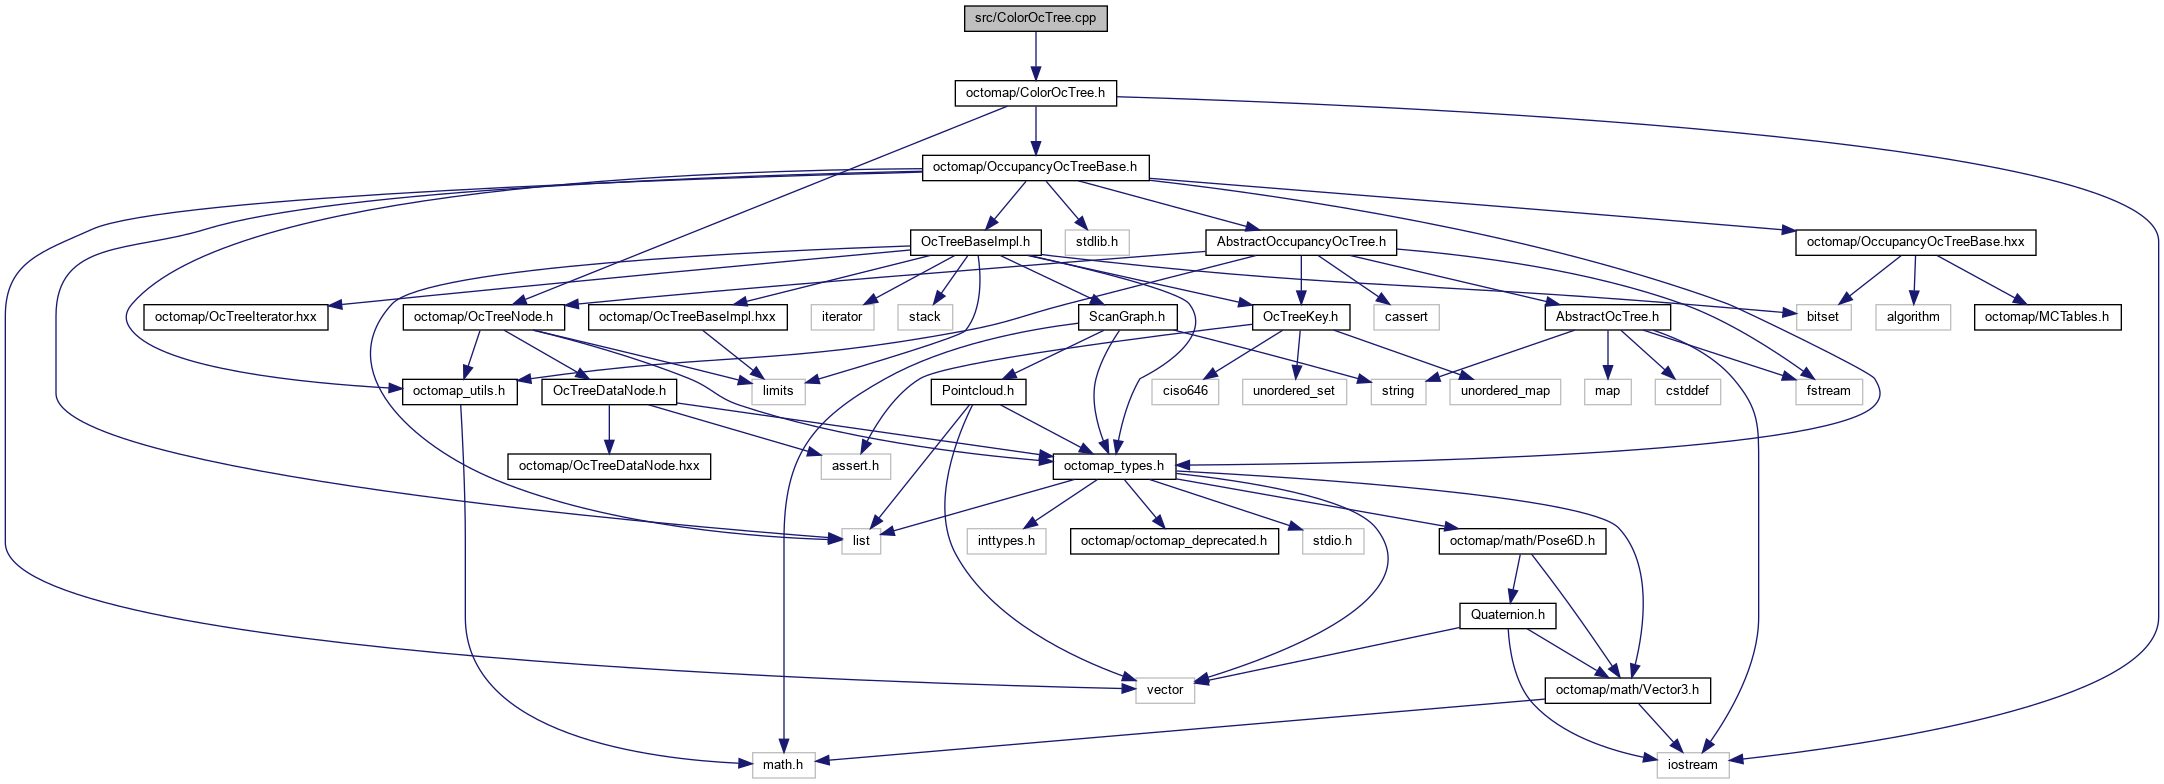 src/ColorOcTree.cpp
octomap/ColorOcTree.h
octomap/OccupancyOcTreeBase.h
OcTreeBaseImpl.h
stdlib.h
AbstractOccupancyOcTree.h
octomap/OccupancyOcTreeBase.hxx
octomap/OcTreeIterator.hxx
octomap/OcTreeNode.h
octomap/OcTreeBaseImpl.hxx
iterator
stack
ScanGraph.h
OcTreeKey.h
cassert
AbstractOcTree.h
bitset
algorithm
octomap/MCTables.h
octomap_utils.h
OcTreeDataNode.h
limits
Pointcloud.h
ciso646
unordered_set
string
unordered_map
map
cstddef
fstream
octomap/OcTreeDataNode.hxx
assert.h
octomap_types.h
list
inttypes.h
octomap/octomap_deprecated.h
stdio.h
octomap/math/Pose6D.h
Quaternion.h
vector
octomap/math/Vector3.h
math.h
iostream